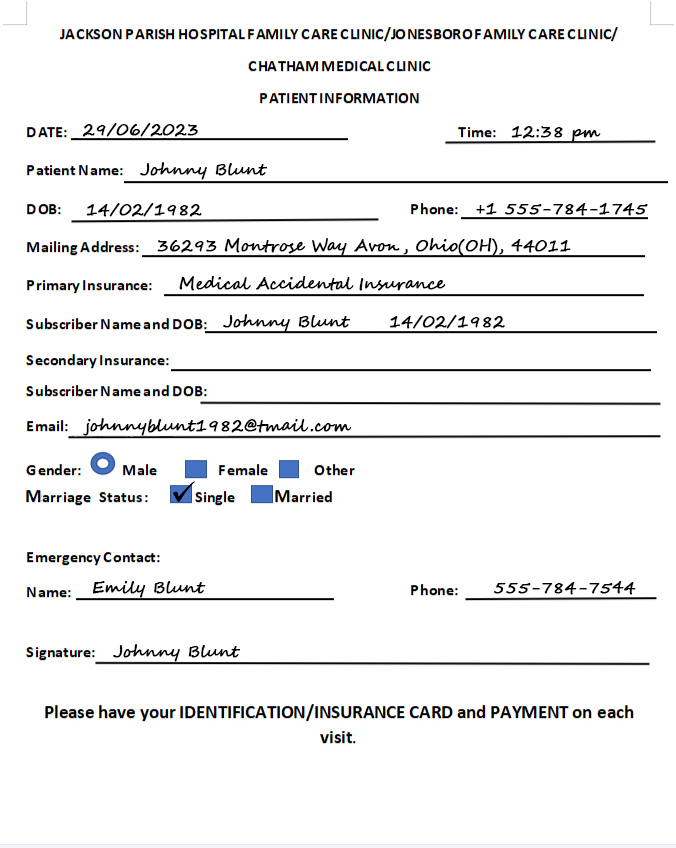 JACKSON PARISH HOSPITAL FAMILY CARE CLINIC/JONESBORO FAMILY CARE CLINIC/
CHATHAM MEDICAL CLINIC
PATIENT INFORMATION
DATE: 29/06/2023 Time: 12:38 pm
Patient Name: Johnny Blunt
DOB: 14/02/1982 Phone: +1 555-784-1745
Mailing Address: 36293 Montrose Way Avon, Ohio(OH), 44011
Primary Insurance: Medical Accidental Insurance
Subscriber Name and DOB: Johnny Blunt 14/02/1982
Secondary Insurance:
Subscriber Name and DOB:
Email: johnnyblunt1982@tmail.com
Gender: Male Female Other
Marriage Status: Single Married
Emergency Contact:
Name: Emily Blunt Phone: 555-784-7544
Signature: Johnny Blunt
Please have your IDENTIFICATION/INSURANCE CARD and PAYMENT on each
visit.